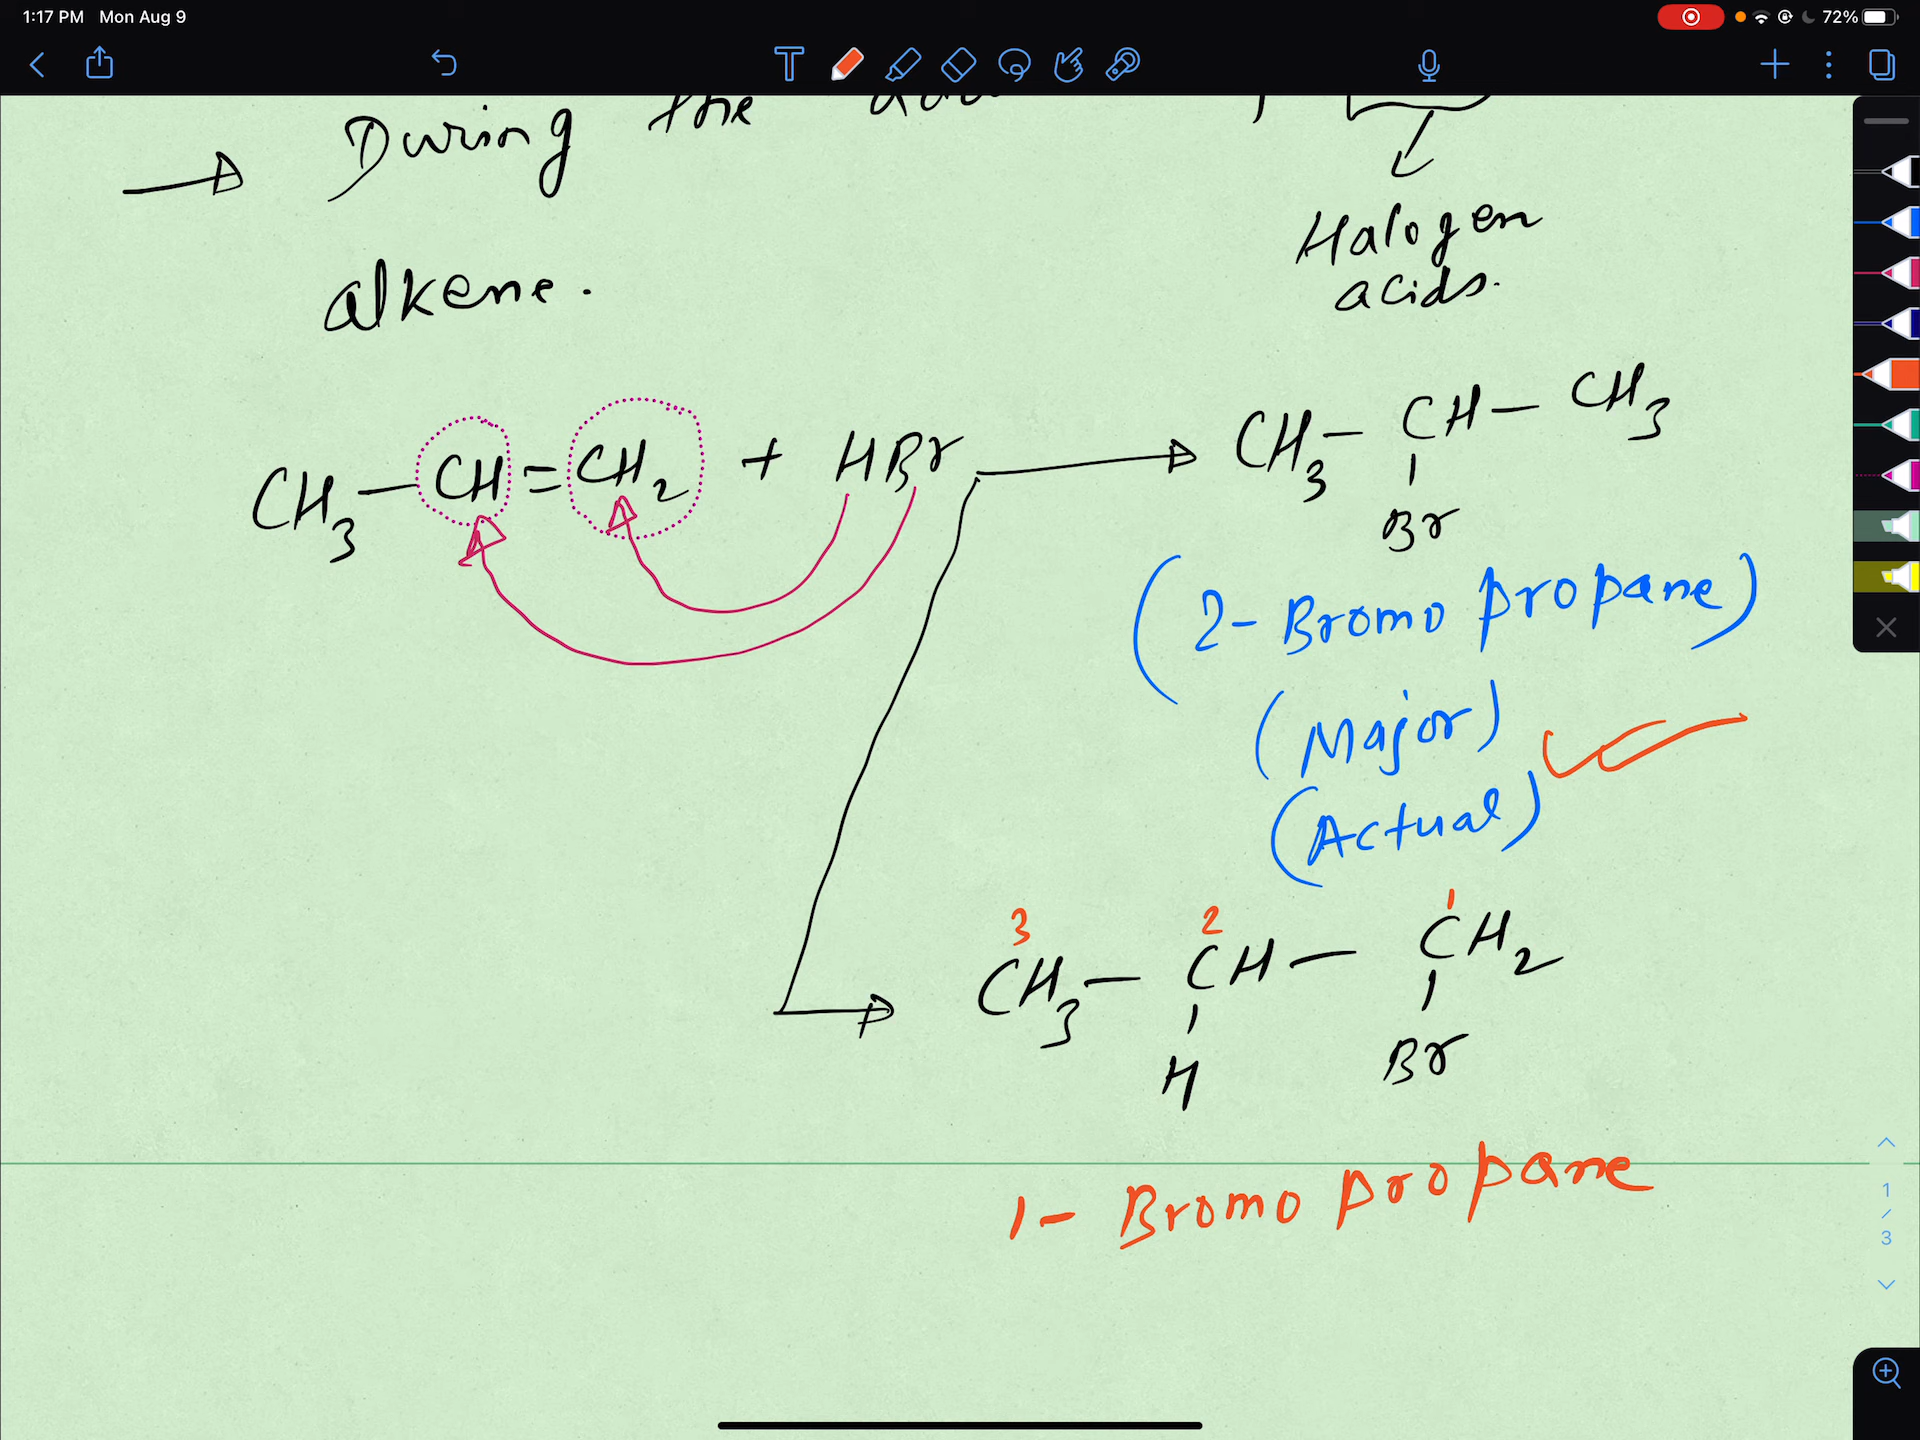 1:17 PM Mon Aug 9
72%
During the
alkene.
Halogen
acids.
CH3 — CH = CH2 + HBr
CH3 — CH — CH3
Br
(2- Bromo propane)
(Major)
(Actual)
3 2 1
CH3 — CH — CH2
H Br
1- Bromo propane
1
/
3